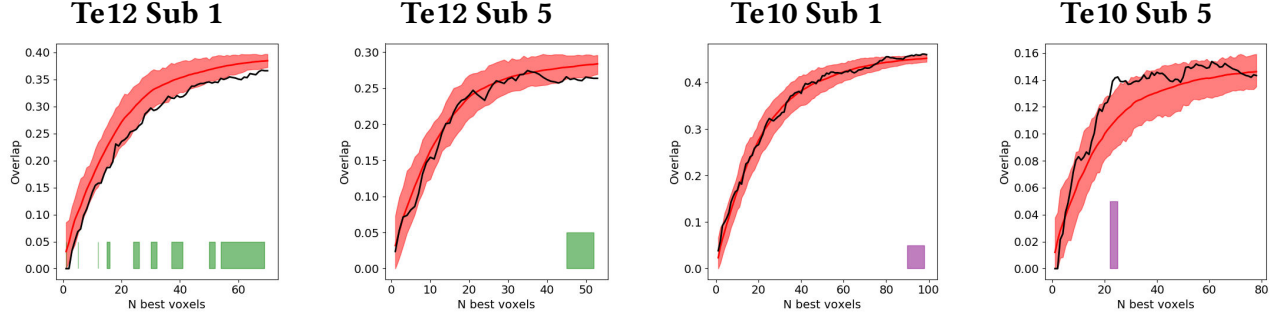 Te12 Sub 1
Te12 Sub 5
Te10 Sub 1
Te10 Sub 5
Overlap
0.40
0.35
0.30
0.25
0.20
0.15
0.10
0.05
0.00
0 20 40 60
N best voxels
Overlap
0.30
0.25
0.20
0.15
0.10
0.05
0.00
0 10 20 30 40 50
N best voxels
Overlap
0.4
0.3
0.2
0.1
0.0
0 20 40 60 80 100
N best voxels
Overlap
0.16
0.14
0.12
0.10
0.08
0.06
0.04
0.02
0.00
0 20 40 60 80
N best voxels